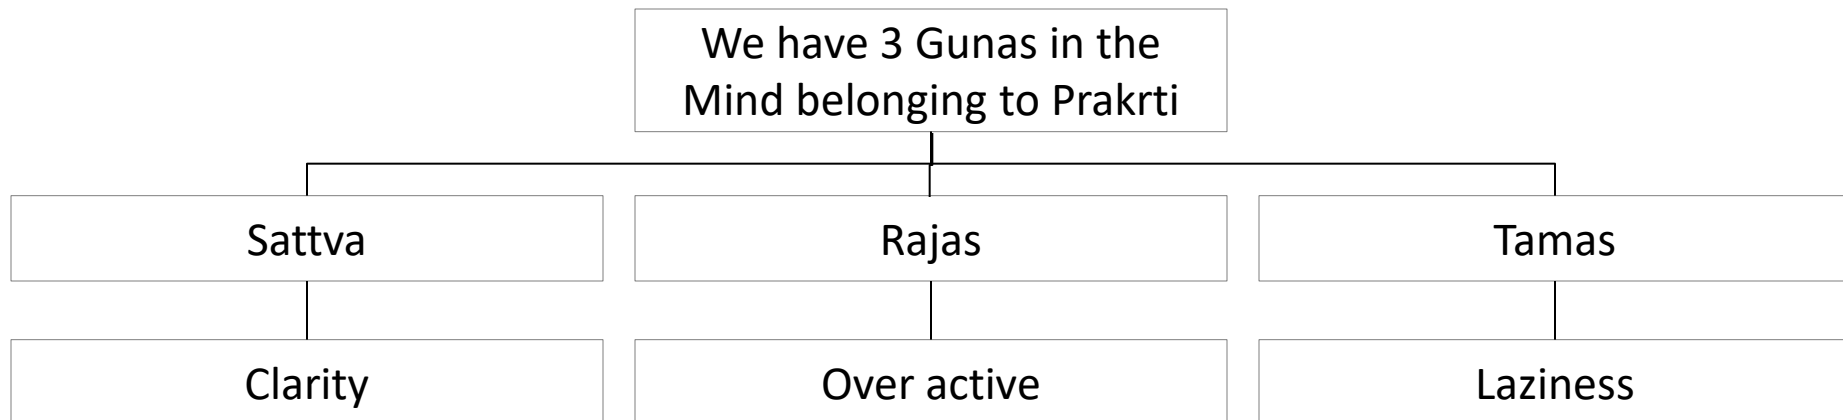 We have 3 Gunas in the
Mind belonging to Prakrti
Sattva
Rajas
Tamas
Clarity
Over active
Laziness